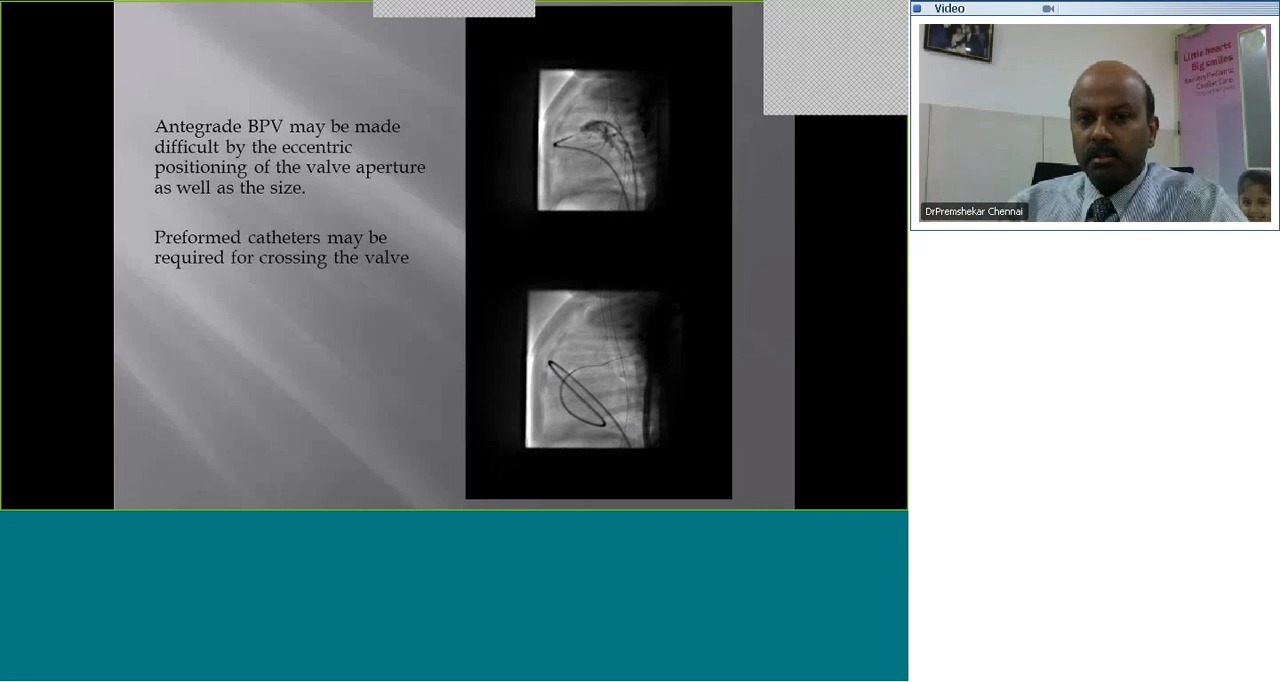 Antegrade BPV may be made
difficult by the eccentric
positioning of the valve aperture
as well as the size.
Preformed catheters may be
required for crossing the valve
Video
Little hearts
Big smiles
DrPremshekar Chennai